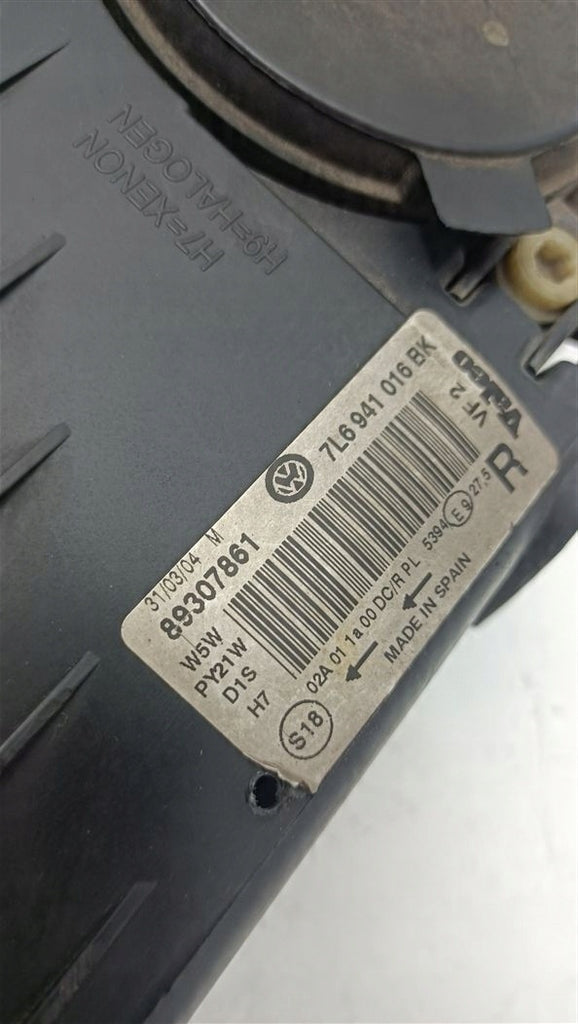 H7=XENON
H9=HALOGEN
7L6 941 016 BK
Valeo
VF 2
R
31/03/04 M
89307861
W5W
PY21W
D1S
H7
S18
02A 01 1a 00 DC/R PL 5394 E9 27,5
MADE IN SPAIN